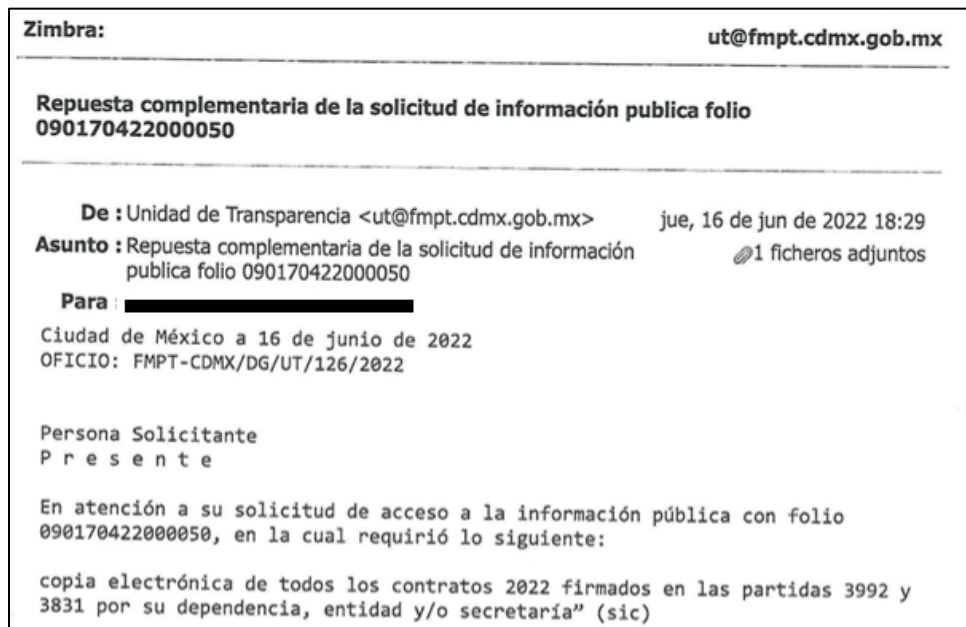 Zimbra: ut@fmpt.cdmx.gob.mx
Repuesta complementaria de la solicitud de información publica folio
090170422000050
De : Unidad de Transparencia <ut@fmpt.cdmx.gob.mx> jue, 16 de jun de 2022 18:29
Asunto : Repuesta complementaria de la solicitud de información 1 ficheros adjuntos
publica folio 090170422000050
Para :
Ciudad de México a 16 de junio de 2022
OFICIO: FMPT-CDMX/DG/UT/126/2022
Persona Solicitante
P r e s e n t e
En atención a su solicitud de acceso a la información pública con folio
090170422000050, en la cual requirió lo siguiente:
copia electrónica de todos los contratos 2022 firmados en las partidas 3992 y
3831 por su dependencia, entidad y/o secretaría” (sic)